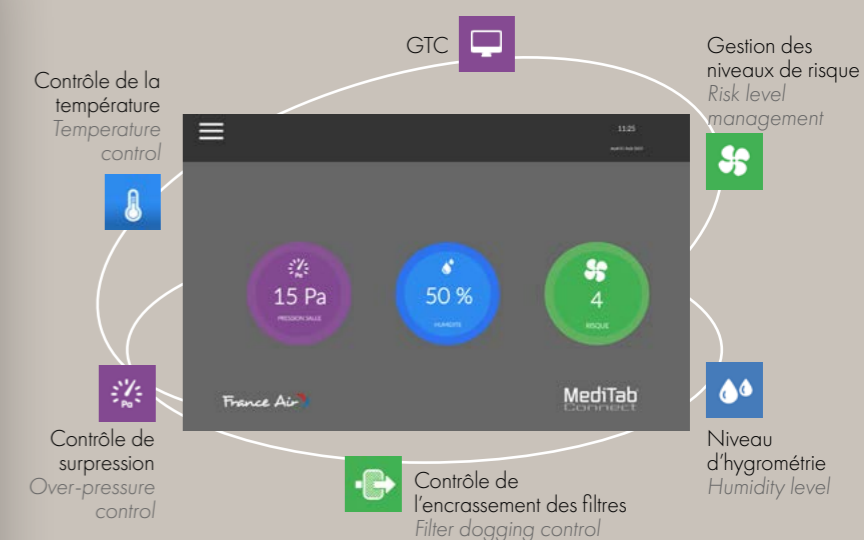 GTC
Gestion des
niveaux de risque
Risk level
management
Contrôle de la
température
Temperature
control
11:25
15 Pa
PRESSION SALLE
50 %
HUMIDITE
4
RISQUE
France Air
MediTab
Connect
Pa
Contrôle de
surpression
Over-pressure
control
Contrôle de
l'encrassement des filtres
Filter dogging control
Niveau
d'hygrométrie
Humidity level